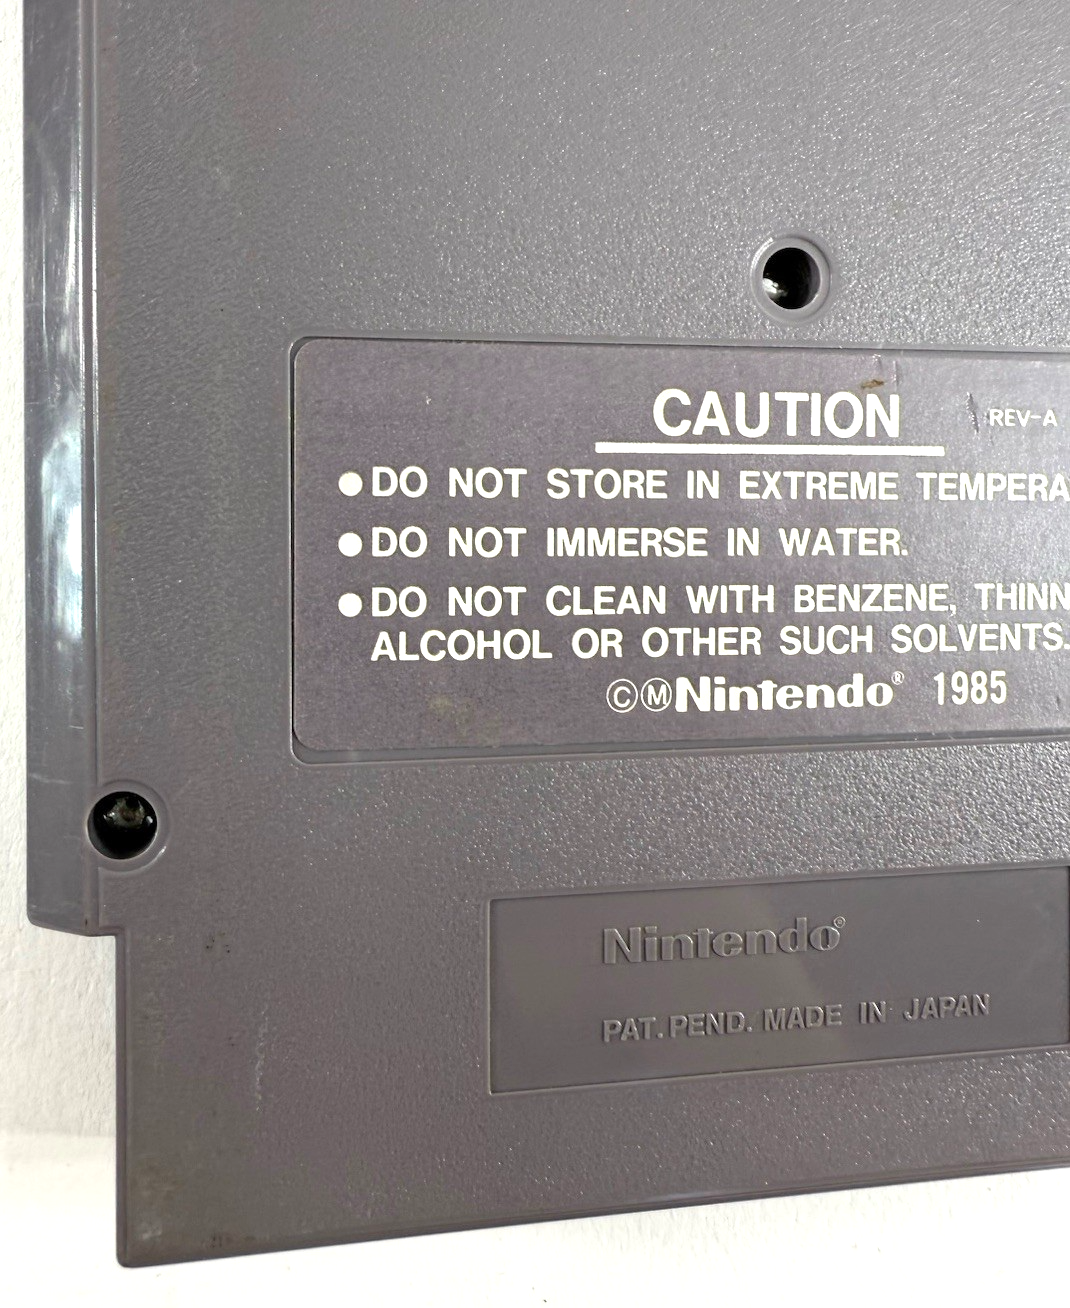 CAUTION REV-A
●DO NOT STORE IN EXTREME TEMPERA
●DO NOT IMMERSE IN WATER.
●DO NOT CLEAN WITH BENZENE, THINN
ALCOHOL OR OTHER SUCH SOLVENTS.
©ⓂNintendo® 1985
Nintendo®
PAT. PEND. MADE IN JAPAN